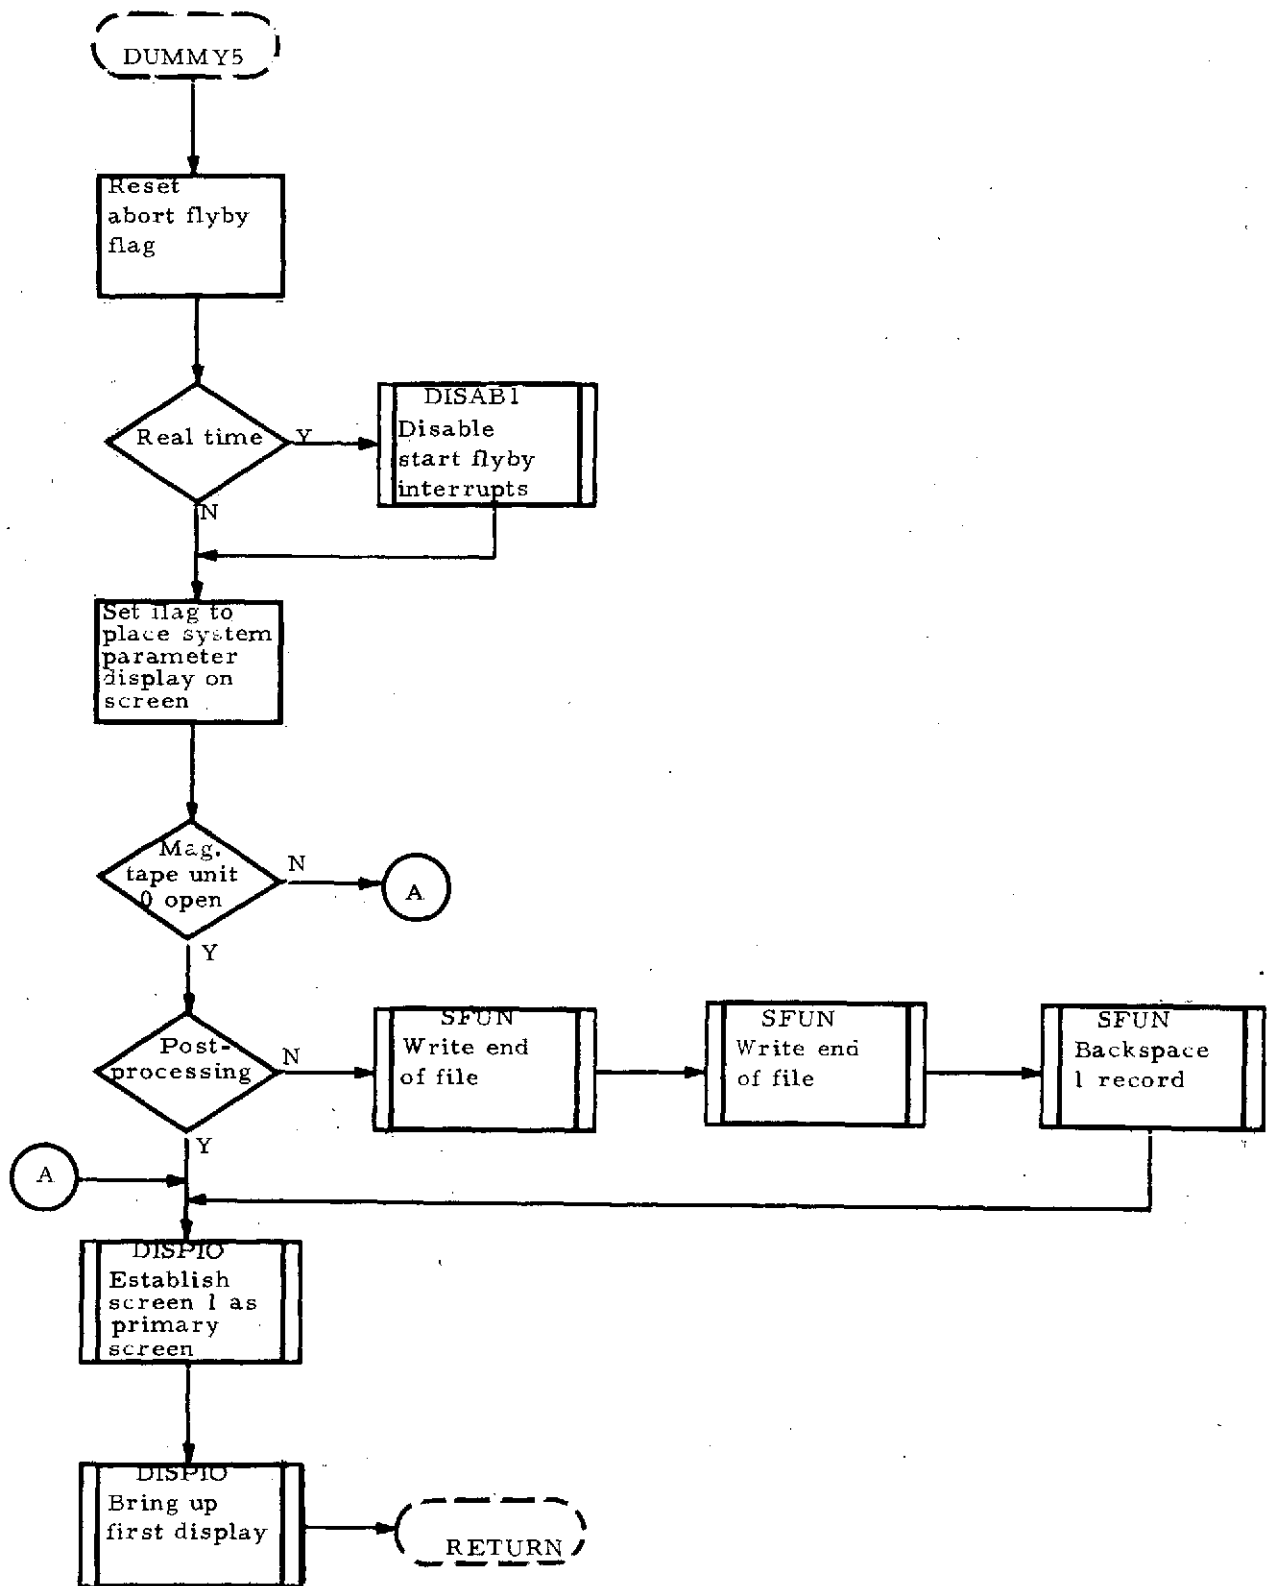 DUMMY5
Reset
abort flyby
flag
Real time
Y
N
DISAB1
Disable
start flyby
interrupts
Set flag to
place system
parameter
display on
screen
Mag.
tape unit
0 open
N
A
Y
Post-
processing
N
Y
SFUN
Write end
of file
SFUN
Write end
of file
SFUN
Backspace
1 record
A
DISPIO
Establish
screen 1 as
primary
screen
DISPIO
Bring up
first display
RETURN